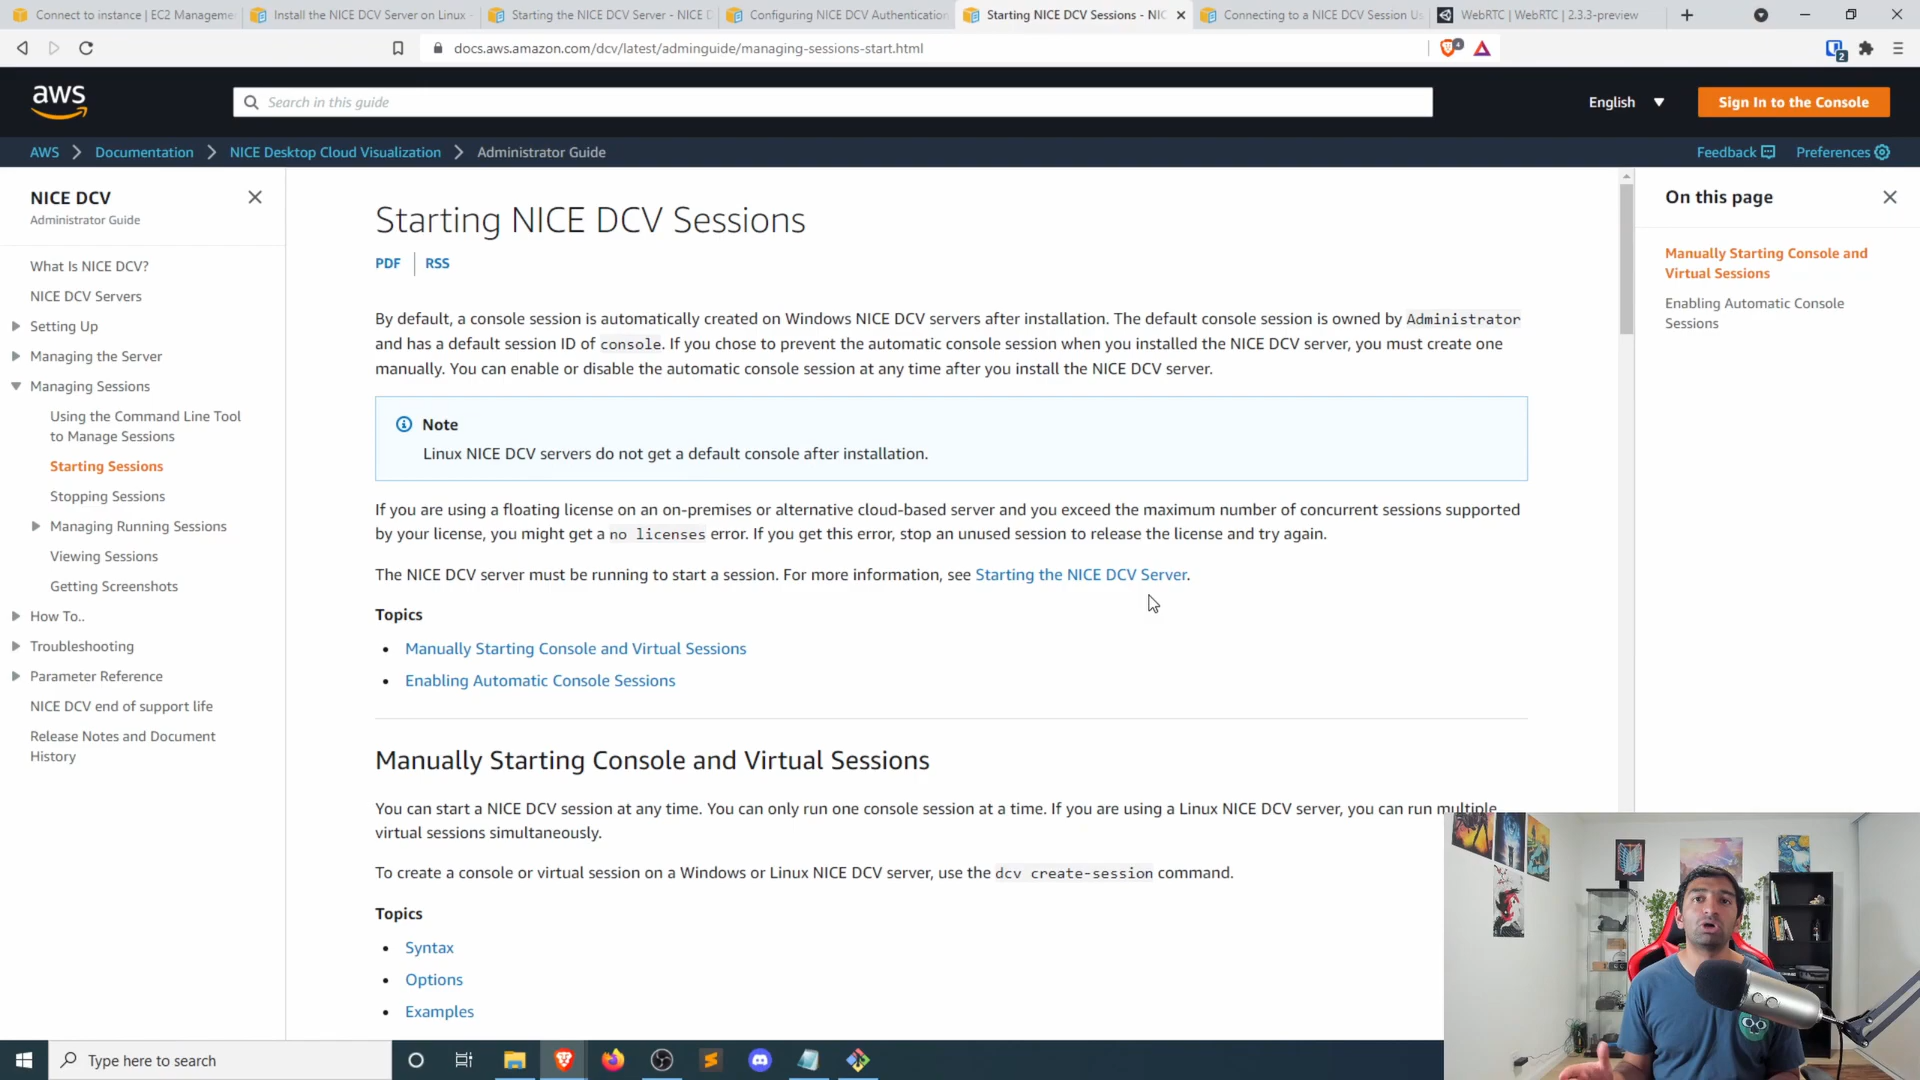 Connect to instance | EC2 Manageme
Install the NICE DCV Server on Linux -
Starting the NICE DCV Server - NICE D
Configuring NICE DCV Authentication
Starting NICE DCV Sessions - NIC
Connecting to a NICE DCV Session Us
WebRTC | WebRTC | 2.3.3-preview
docs.aws.amazon.com/dcv/latest/adminguide/managing-sessions-start.html
4
2
aws
Search in this guide
English
Sign In to the Console
AWS
Documentation
NICE Desktop Cloud Visualization
Administrator Guide
Feedback
Preferences
NICE DCV
Administrator Guide
What Is NICE DCV?
NICE DCV Servers
Setting Up
Managing the Server
Managing Sessions
Using the Command Line Tool
to Manage Sessions
Starting Sessions
Stopping Sessions
Managing Running Sessions
Viewing Sessions
Getting Screenshots
How To..
Troubleshooting
Parameter Reference
NICE DCV end of support life
Release Notes and Document
History
Starting NICE DCV Sessions
PDF
RSS
By default, a console session is automatically created on Windows NICE DCV servers after installation. The default console session is owned by Administrator
and has a default session ID of console. If you chose to prevent the automatic console session when you installed the NICE DCV server, you must create one
manually. You can enable or disable the automatic console session at any time after you install the NICE DCV server.
Note
Linux NICE DCV servers do not get a default console after installation.
If you are using a floating license on an on-premises or alternative cloud-based server and you exceed the maximum number of concurrent sessions supported
by your license, you might get a no licenses error. If you get this error, stop an unused session to release the license and try again.
The NICE DCV server must be running to start a session. For more information, see Starting the NICE DCV Server.
Topics
Manually Starting Console and Virtual Sessions
Enabling Automatic Console Sessions
Manually Starting Console and Virtual Sessions
You can start a NICE DCV session at any time. You can only run one console session at a time. If you are using a Linux NICE DCV server, you can run multiple
virtual sessions simultaneously.
To create a console or virtual session on a Windows or Linux NICE DCV server, use the dcv create-session command.
Topics
Syntax
Options
Examples
On this page
Manually Starting Console and
Virtual Sessions
Enabling Automatic Console
Sessions
Type here to search